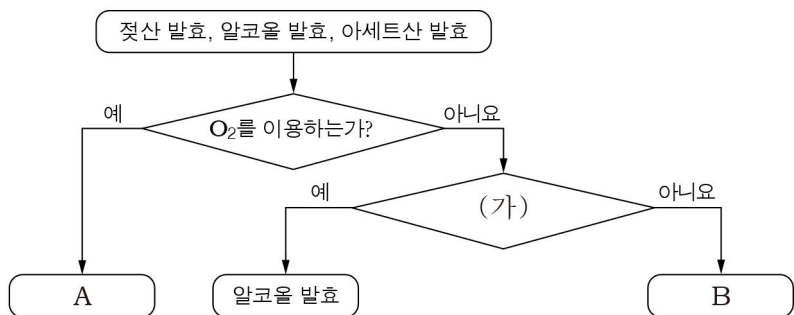 젖산 발효, 알코올 발효, 아세트산 발효
예
O₂를 이용하는가?
아니요
예
(가)
아니요
A
알코올 발효
B